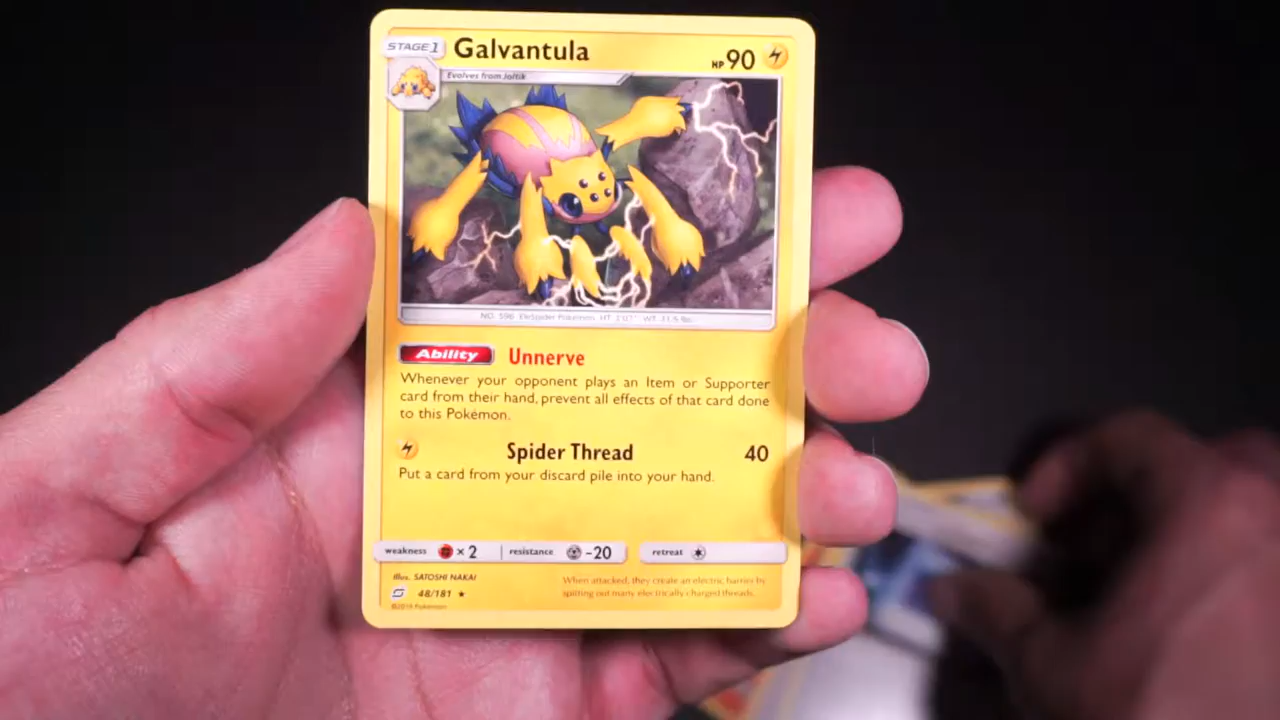 STAGE 1
Galvantula
HP 90
Evolves from Joltik
NO. 596 EleSpider Pokémon HT: 2'07" WT: 31.5 lbs.
Ability Unnerve
Whenever your opponent plays an Item or Supporter
card from their hand, prevent all effects of that card done
to this Pokémon.
Spider Thread 40
Put a card from your discard pile into your hand.
weakness × 2 resistance -20 retreat
Illus. SATOSHI NAKAI
48/181 ★
©2019 Pokémon
When attacked, they create an electric barrier by
spitting out many electrically charged threads.